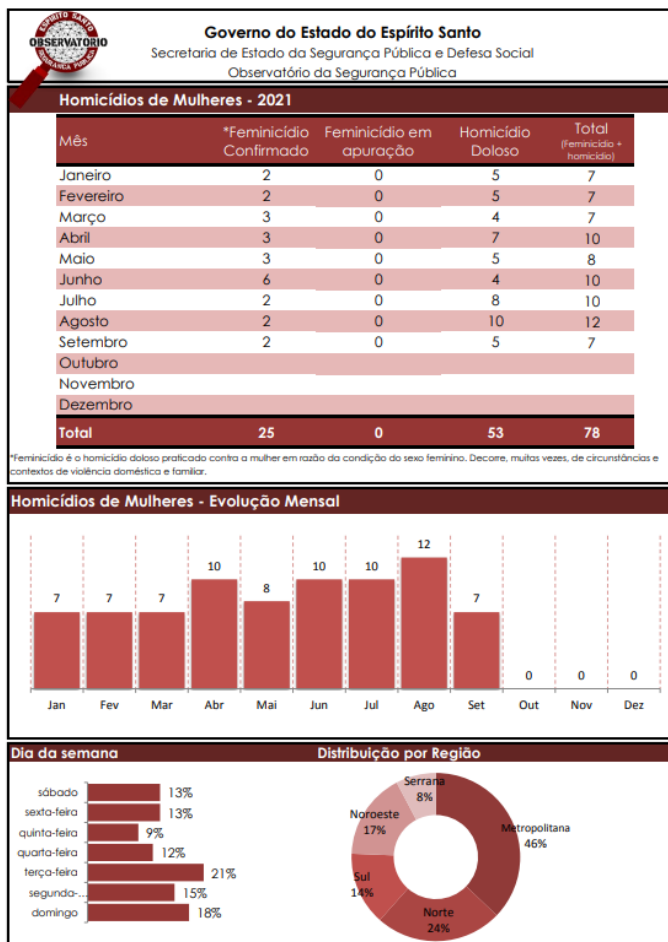 ESPÍRITO SANTO
OBSERVATÓRIO
SEGURANÇA PÚBLICA
Governo do Estado do Espírito Santo
Secretaria de Estado da Segurança Pública e Defesa Social
Observatório da Segurança Pública
Homicídios de Mulheres - 2021
Mês *Feminicídio Confirmado Feminicídio em apuração Homicídio Doloso Total (Feminicídio + homicídio)
Janeiro 2 0 5 7
Fevereiro 2 0 5 7
Março 3 0 4 7
Abril 3 0 7 10
Maio 3 0 5 8
Junho 6 0 4 10
Julho 2 0 8 10
Agosto 2 0 10 12
Setembro 2 0 5 7
Outubro
Novembro
Dezembro
Total 25 0 53 78
*Feminicídio é o homicídio doloso praticado contra a mulher em razão da condição do sexo feminino. Decorre, muitas vezes, de circunstâncias e
contextos de violência doméstica e familiar.
Homicídios de Mulheres - Evolução Mensal
7 7 7 10 8 10 10 12 7 0 0 0
Jan Fev Mar Abr Mai Jun Jul Ago Set Out Nov Dez
Dia da semana
sábado 13%
sexta-feira 13%
quinta-feira 9%
quarta-feira 12%
terça-feira 21%
segunda-... 15%
domingo 18%
Distribuição por Região
Serrana
8%
Noroeste
17%
Metropolitana
46%
Sul
14%
Norte
24%